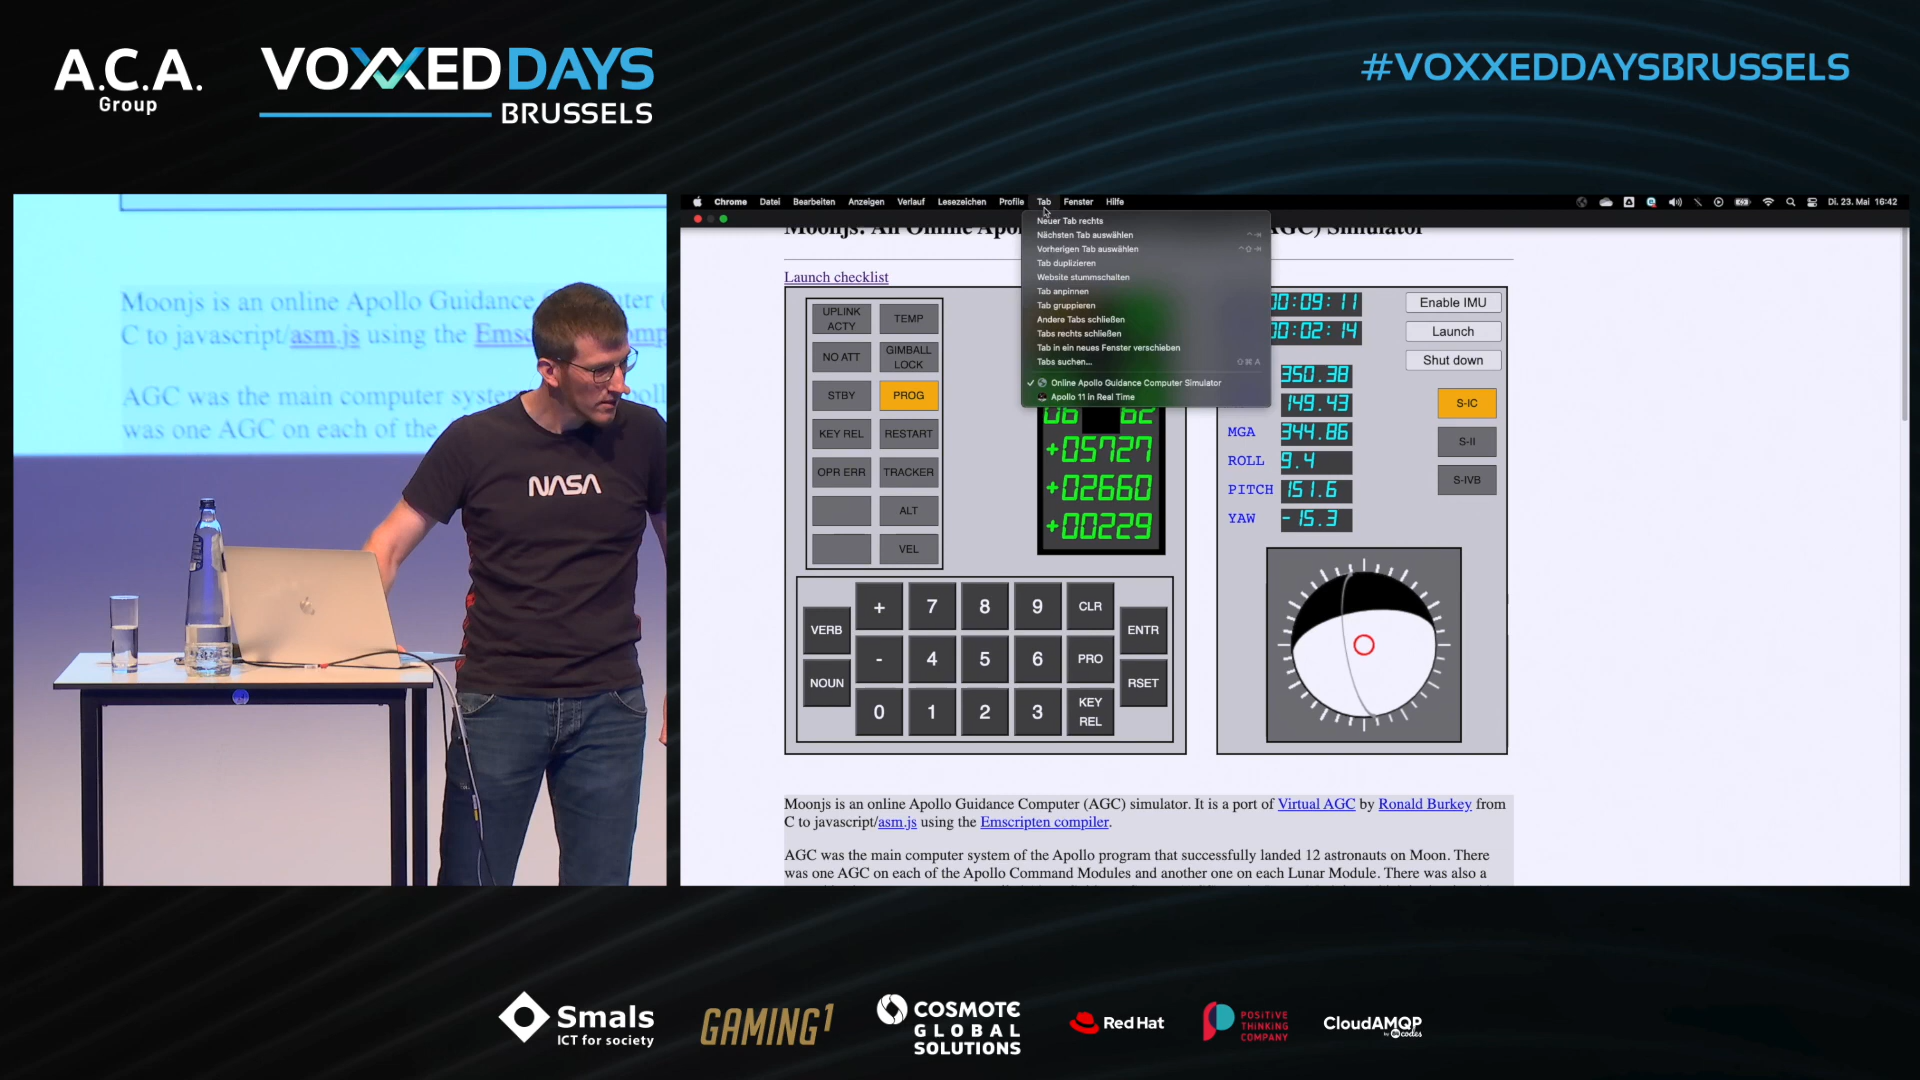 A.C.A.
Group
VOXXEDDAYS
BRUSSELS
#VOXXEDDAYSBRUSSELS
Moonjs is an online Apollo Guidance
C to javascript/asm.js using the
AGC was the main computer
was one AGC on each of the
NASA
Chrome Datei Bearbeiten Anzeigen Verlauf Lesezeichen Profile Tab Fenster Hilfe
Di. 23. Mai 16:42
Neuer Tab rechts
Nächsten Tab auswählen
Vorherigen Tab auswählen
Tab duplizieren
Website stummschalten
Tab anpinnen
Tab gruppieren
Andere Tabs schließen
Tabs rechts schließen
Tab in ein neues Fenster verschieben
Tabs suchen...
Online Apollo Guidance Computer Simulator
Apollo 11 in Real Time
Moonjs: An Online Simulator
Launch checklist
UPLINK ACTY
TEMP
NO ATT
GIMBALL LOCK
STBY
PROG
KEY REL
RESTART
OPR ERR
TRACKER
ALT
VEL
06 62
+05727
+02660
+00229
VERB
NOUN
+ 7 8 9 CLR
- 4 5 6 PRO
0 1 2 3 KEY REL
ENTR
RSET
00:09:11
00:02:14
350.38
149.43
MGA 344.86
ROLL 9.4
PITCH 151.6
YAW -15.3
Enable IMU
Launch
Shut down
S-IC
S-II
S-IVB
Moonjs is an online Apollo Guidance Computer (AGC) simulator. It is a port of Virtual AGC by Ronald Burkey from
C to javascript/asm.js using the Emscripten compiler.
AGC was the main computer system of the Apollo program that successfully landed 12 astronauts on Moon. There
was one AGC on each of the Apollo Command Modules and another one on each Lunar Module. There was also a
Smals
ICT for society
GAMING1
COSMOTE
GLOBAL
SOLUTIONS
Red Hat
POSITIVE
THINKING
COMPANY
CloudAMQP
by 84codes